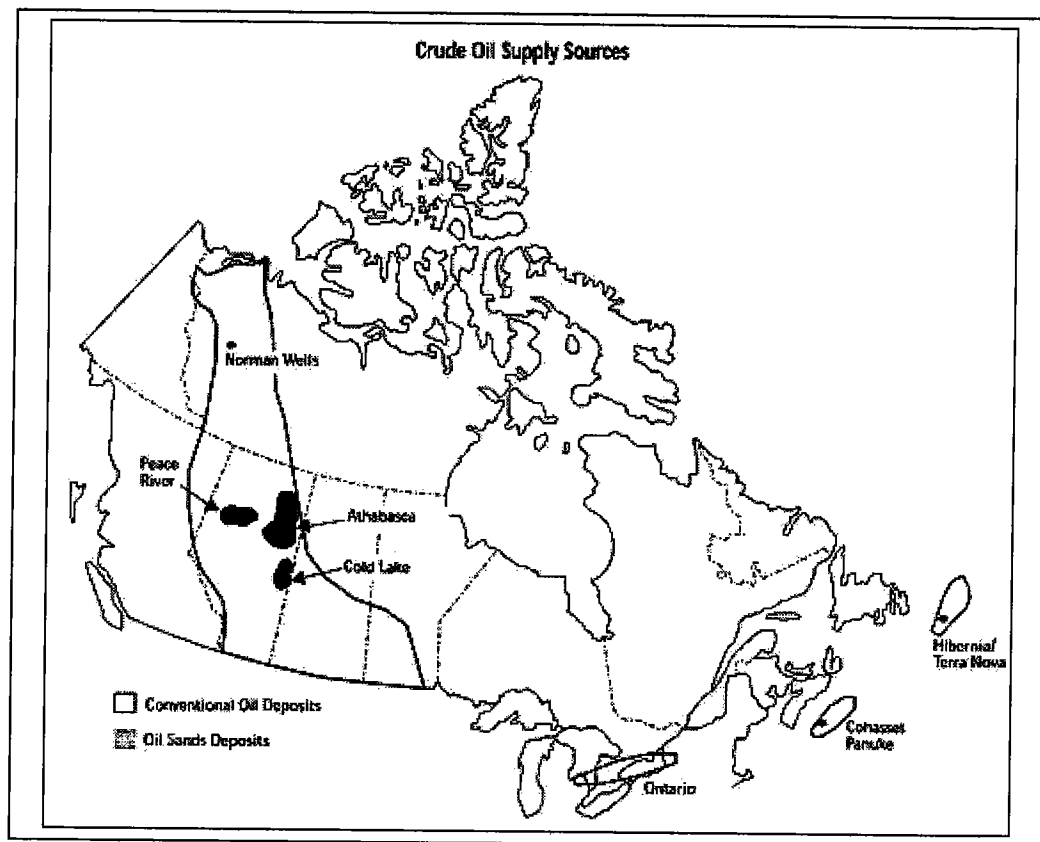 Crude Oil Supply Sources
Norman Wells
Peace
River
Athabasca
Cold Lake
Hibernia/
Terra Nova
Conventional Oil Deposits
Cohasset
Panuke
Oil Sands Deposits
Ontario